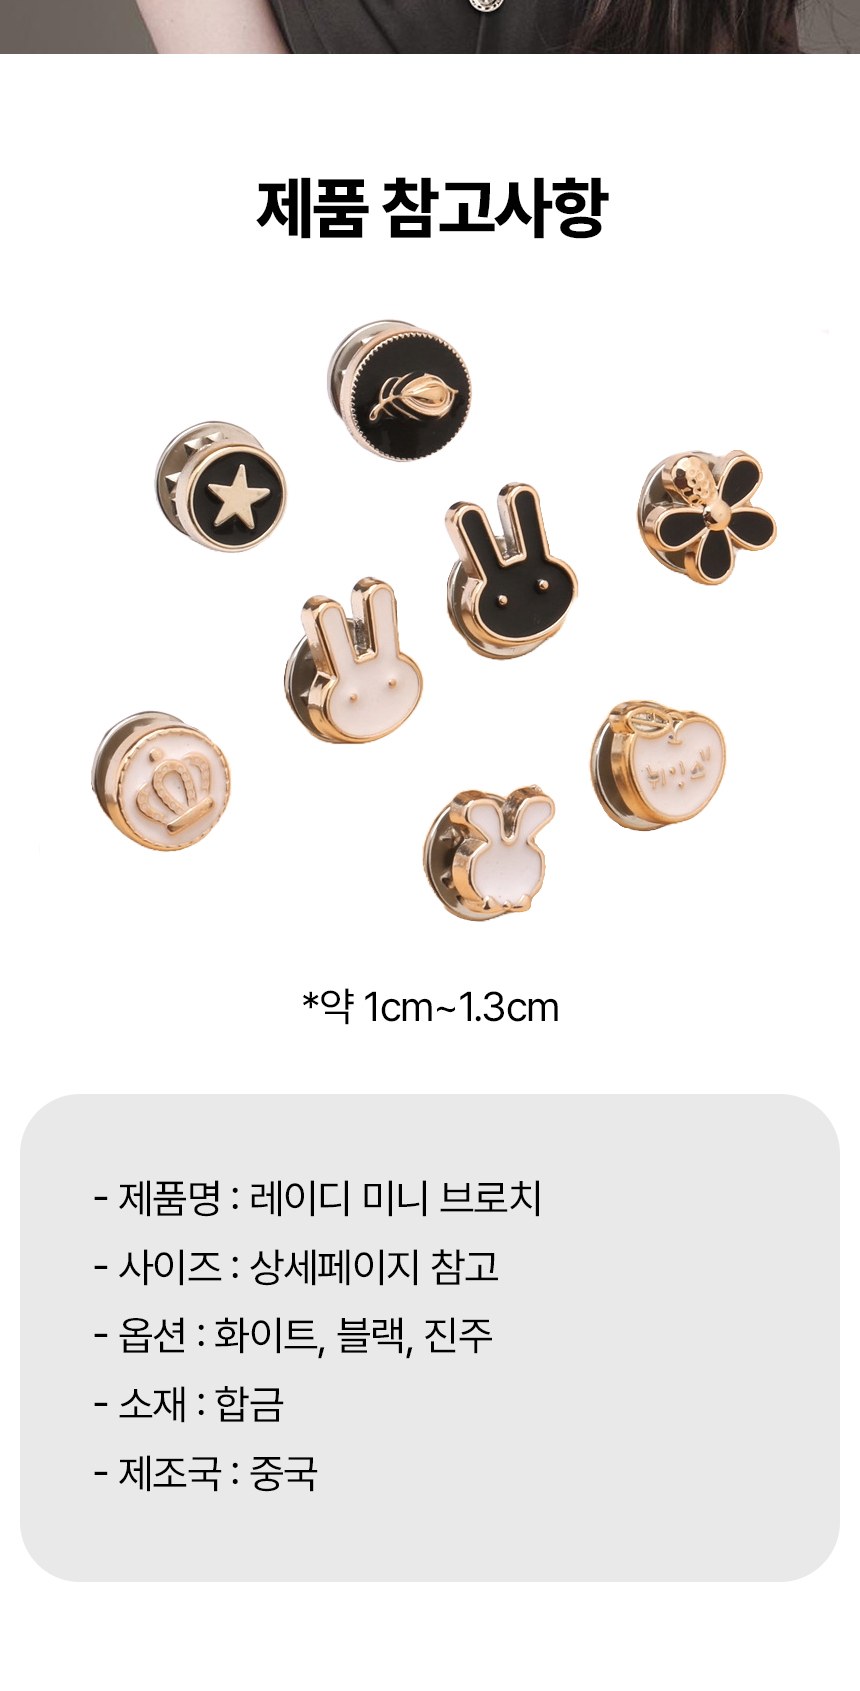 제품 참고사항
*약 1cm~1.3cm
- 제품명 : 레이디 미니 브로치
- 사이즈 : 상세페이지 참고
- 옵션 : 화이트, 블랙, 진주
- 소재 : 합금
- 제조국 : 중국